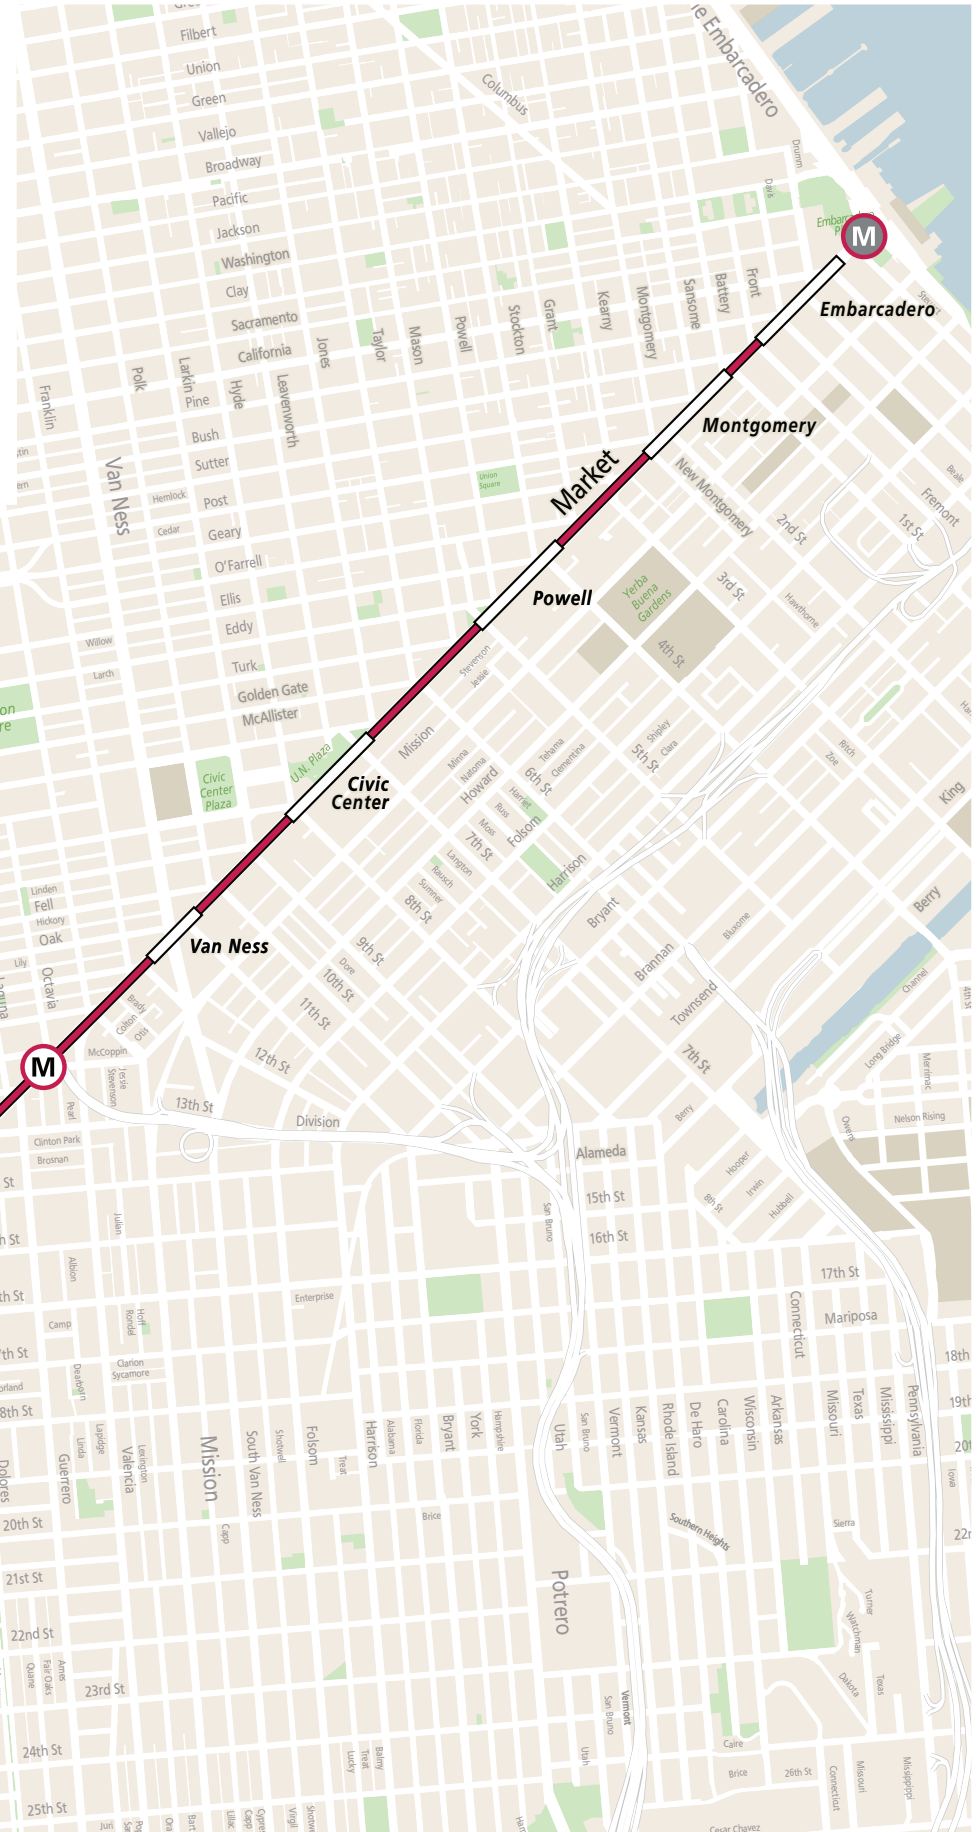 Filbert
Union
Green
Vallejo
Broadway
Pacific
Jackson
Washington
Clay
Sacramento
California
Pine
Bush
Sutter
Post
Geary
O'Farrell
Ellis
Eddy
Turk
Golden Gate
McAllister
Hemlock
Cedar
Willow
Larch
Columbus
Embarcadero
Drumm
Davis
M
Embarcadero
Front
Battery
Sansome
Montgomery
Kearny
Grant
Stockton
Powell
Mason
Taylor
Jones
Leavenworth
Hyde
Larkin
Polk
Van Ness
Franklin
Montgomery
Market
Union
Square
New Montgomery
2nd St
1st St
Fremont
Beale
Powell
Yerba
Buena
Gardens
3rd St
Hawthorne
4th St
Stevenson
Jessie
U.N. Plaza
Civic
Center
Plaza
Civic
Center
Mission
Minna
Natoma
Howard
Tehama
Clementina
6th St
Shipley
Clara
5th St
Ritch
Zoe
King
Harriet
Russ
Moss
Folsom
7th St
Langton
Rausch
Sumner
8th St
Harrison
Bryant
Bluxome
Berry
Brannan
Townsend
Channel
4th St
Linden
Fell
Hickory
Oak
Lily
Octavia
Van Ness
9th St
Dore
10th St
11th St
12th St
Brady
Colton
Otis
McCoppin
M
Jessie
Stevenson
Pearl
13th St
Division
Clinton Park
Brosnan
7th St
Long Bridge
Merrimac
Nelson Rising
Owens
Berry
Alameda
Hooper
Irwin
Hubbell
8th St
15th St
16th St
17th St
San Bruno
Julian
Albion
Enterprise
Camp
Hoff
Rondel
Clarion
Sycamore
Dearborn
Connecticut
Mariposa
18th
19th
Dolores
Guerrero
Linda
Lapidge
Valencia
Lexington
Mission
Capp
South Van Ness
Shotwell
Folsom
Treat
Harrison
Alabama
Florida
Bryant
York
Hampshire
Utah
San Bruno
Vermont
Kansas
Rhode Island
De Haro
Carolina
Wisconsin
Arkansas
Missouri
Texas
Mississippi
Pennsylvania
Iowa
20th St
Brice
Southern Heights
Sierra
21st St
Potrero
Turner
Watchman
22nd St
Quane
Fair Oaks
Ames
23rd St
Dakota
Texas
Vermont
San Bruno
24th St
Lucky
Treat
Balmy
Utah
Caire
Brice
26th St
Connecticut
Missouri
Mississippi
25th St
Juri
Lilac
Capp
Virgil
Cesar Chavez